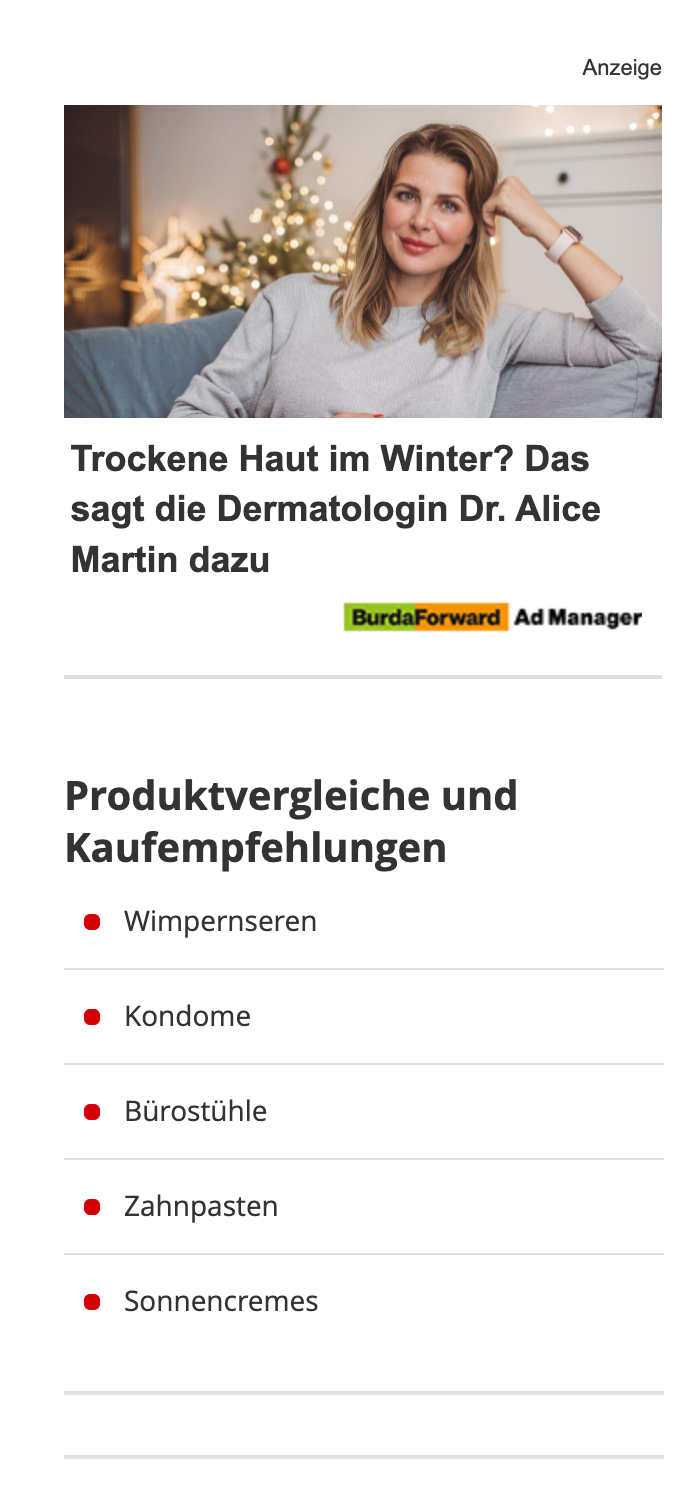 Anzeige
Trockene Haut im Winter? Das
sagt die Dermatologin Dr. Alice
Martin dazu
BurdaForward Ad Manager
Produktvergleiche und
Kaufempfehlungen
Wimpernseren
Kondome
Bürostühle
Zahnpasten
Sonnencremes